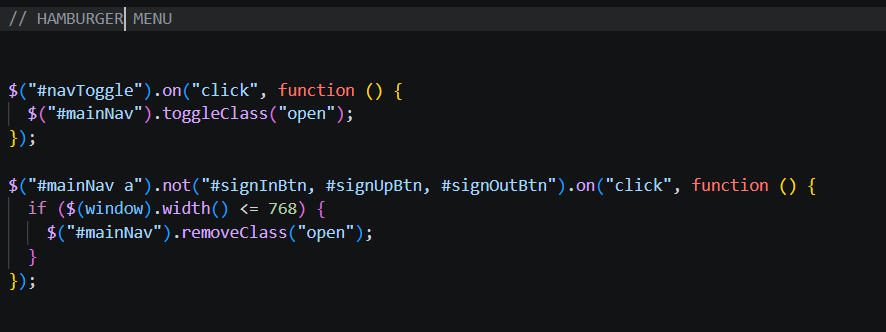 // HAMBURGER MENU
$("#navToggle").on("click", function () {
  $("#mainNav").toggleClass("open");
});
$("#mainNav a").not("#signInBtn, #signUpBtn, #signOutBtn").on("click", function () {
  if ($(window).width() <= 768) {
    $("#mainNav").removeClass("open");
  }
});